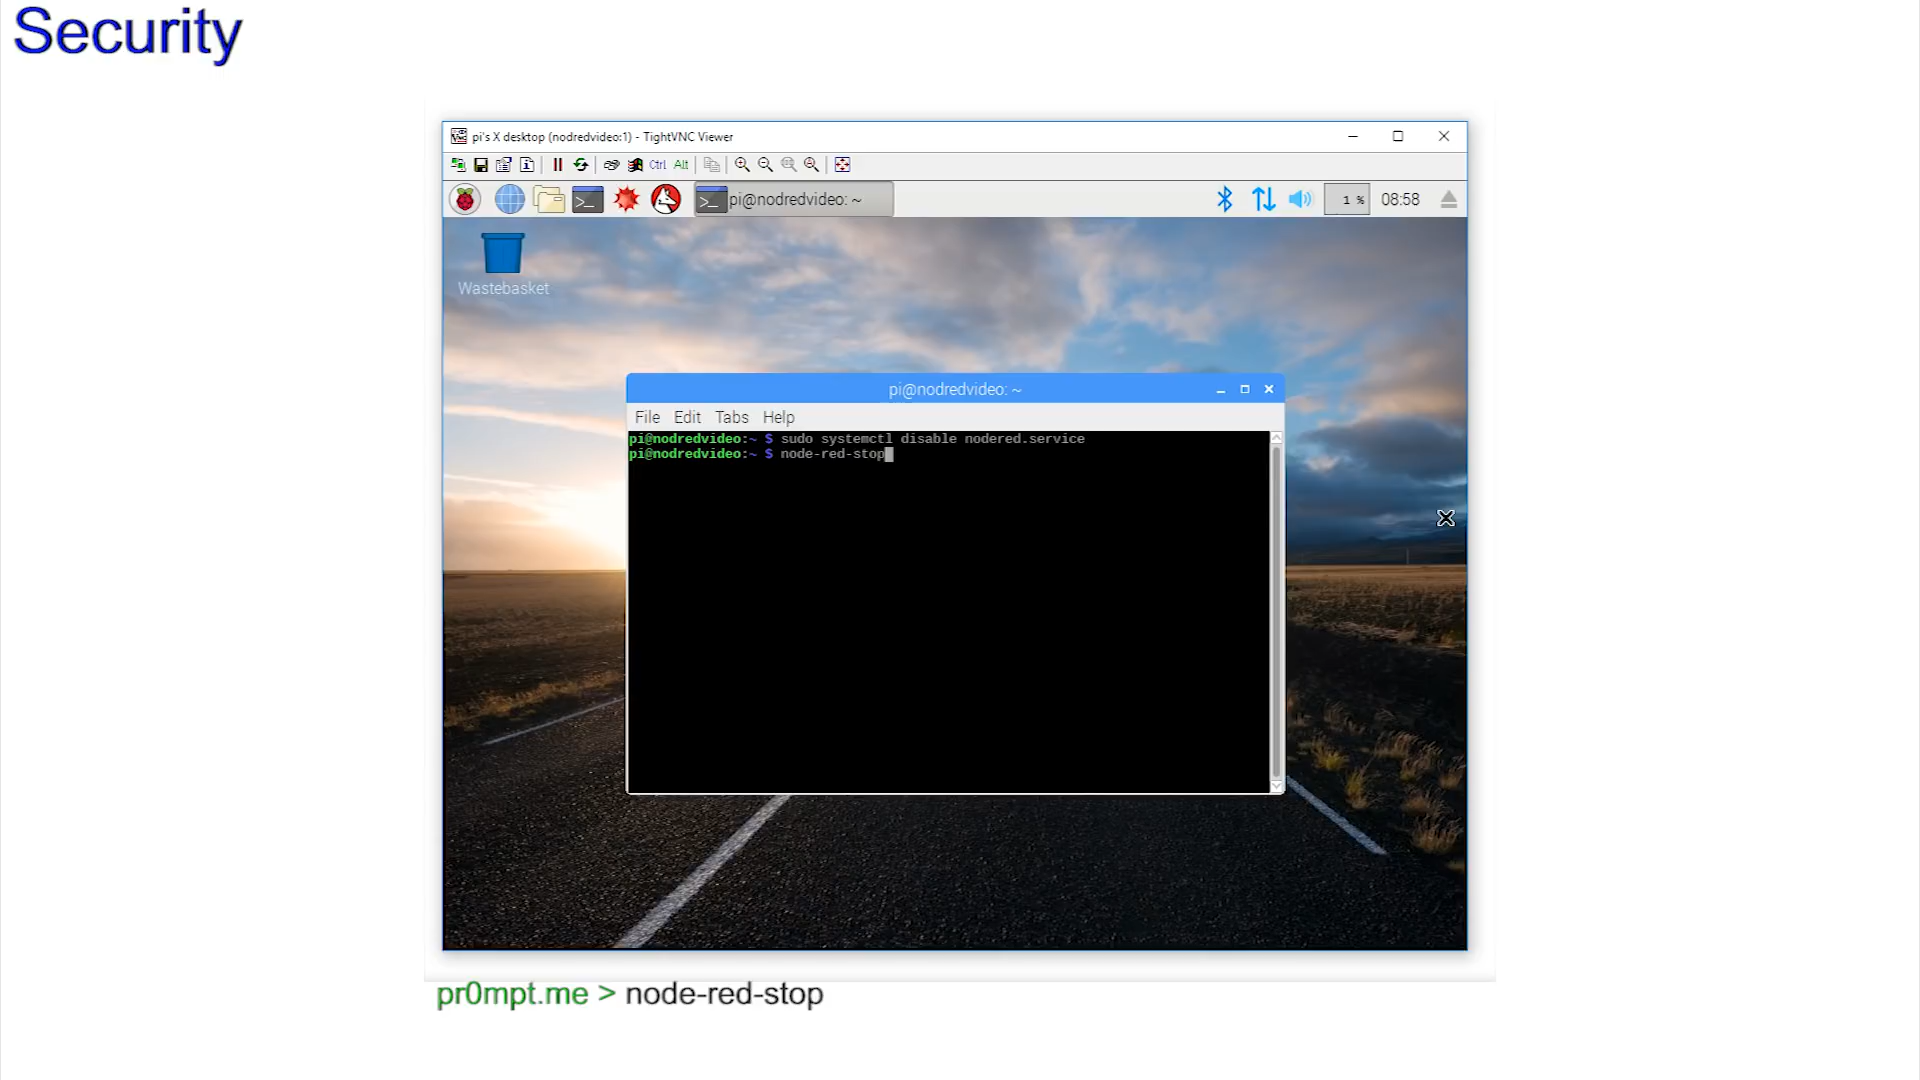 Security
pi's X desktop (nodredvideo:1) - TightVNC Viewer
Ctrl Alt
pi@nodredvideo: ~
1 %
08:58
Wastebasket
pi@nodredvideo: ~
File Edit Tabs Help
pi@nodredvideo:~ $ sudo systemctl disable nodered.service
pi@nodredvideo:~ $ node-red-stop
pr0mpt.me > node-red-stop